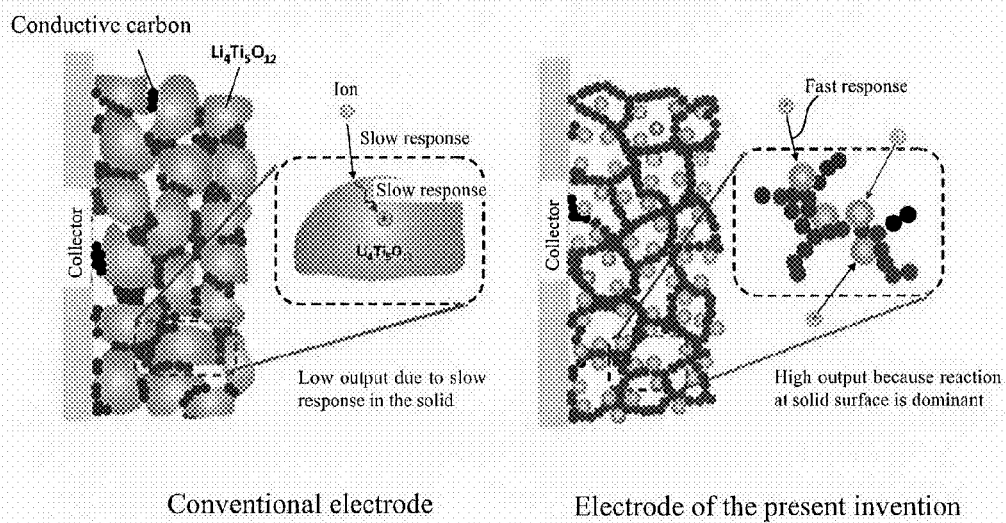 Conductive carbon
Li₄Ti₅O₁₂
Ion
Slow response
Slow response
Li₄Ti₅O
Collector
Low output due to slow
response in the solid
Conventional electrode
Fast response
Collector
High output because reaction
at solid surface is dominant
Electrode of the present invention